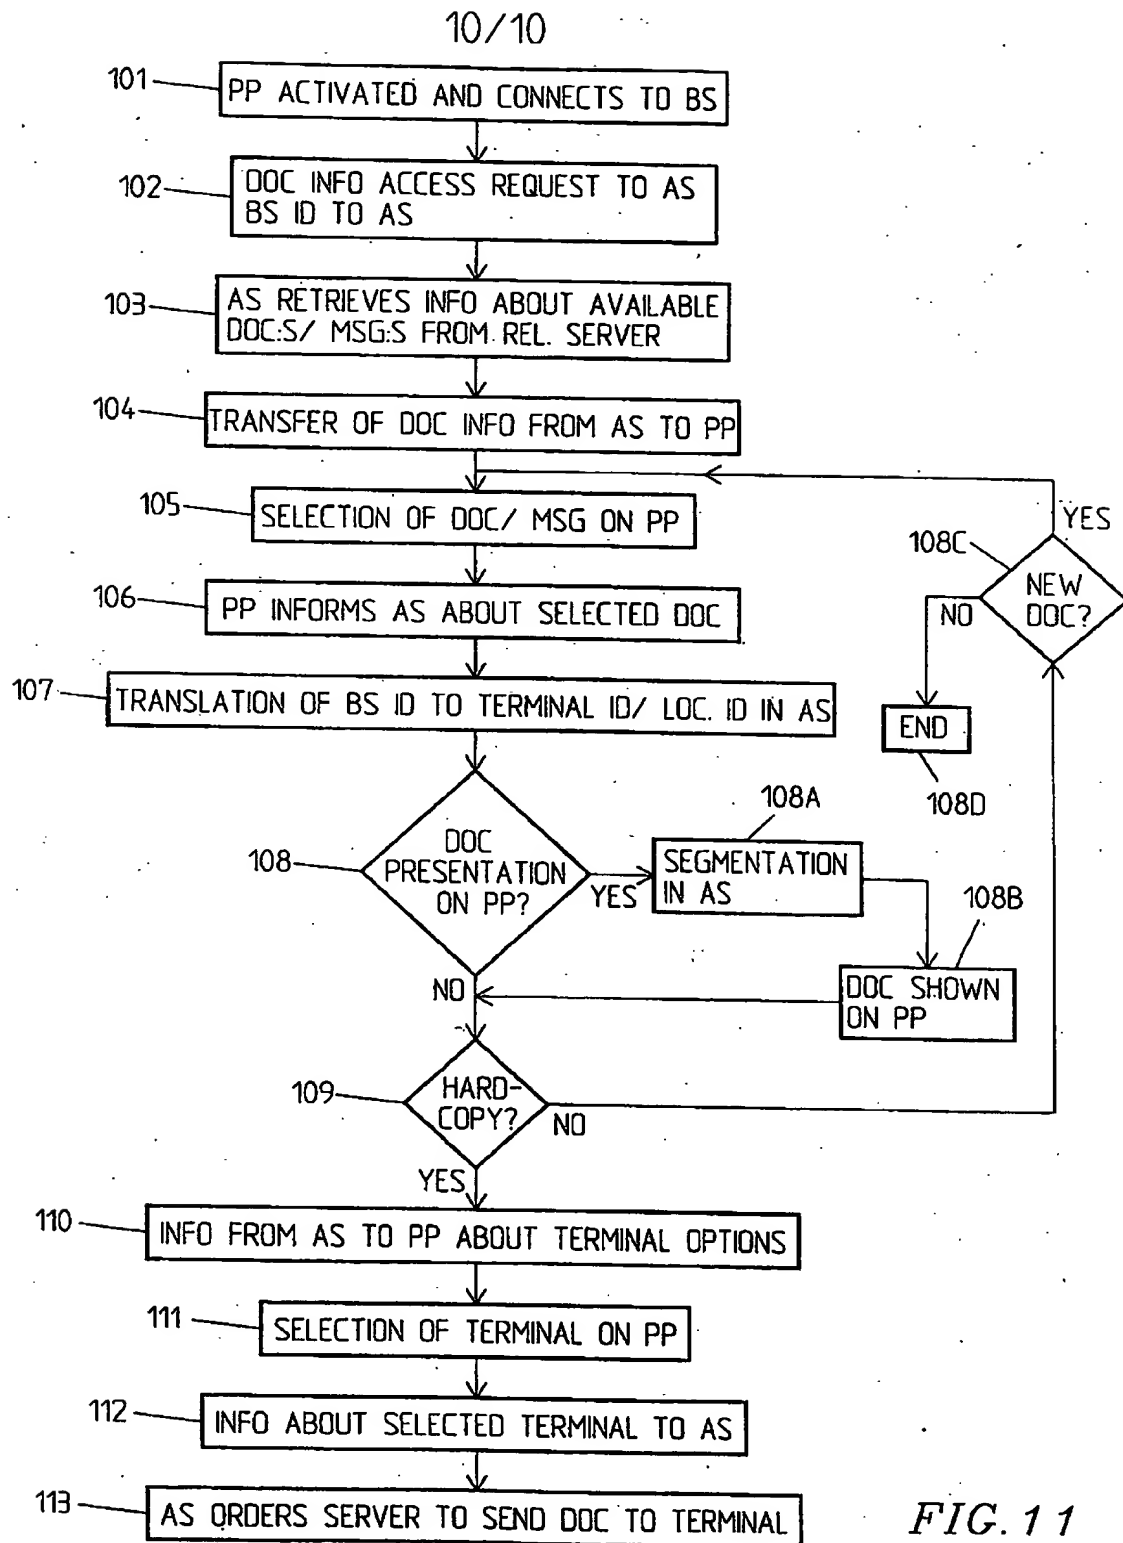 10/10
101
PP ACTIVATED AND CONNECTS TO BS
102
DOC INFO ACCESS REQUEST TO AS
BS ID TO AS
103
AS RETRIEVES INFO ABOUT AVAILABLE
DOC:S/ MSG:S FROM REL. SERVER
104
TRANSFER OF DOC INFO FROM AS TO PP
105
SELECTION OF DOC/ MSG ON PP
YES
108C
NEW
DOC?
NO
106
PP INFORMS AS ABOUT SELECTED DOC
107
TRANSLATION OF BS ID TO TERMINAL ID/ LOC. ID IN AS
END
108D
108
DOC
PRESENTATION
ON PP?
YES
108A
SEGMENTATION
IN AS
108B
DOC SHOWN
ON PP
NO
109
HARD-
COPY?
NO
YES
110
INFO FROM AS TO PP ABOUT TERMINAL OPTIONS
111
SELECTION OF TERMINAL ON PP
112
INFO ABOUT SELECTED TERMINAL TO AS
113
AS ORDERS SERVER TO SEND DOC TO TERMINAL
FIG. 11